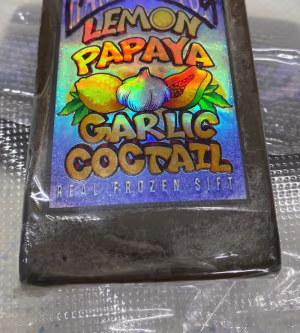 LEMON
PAPAYA
GARLIC
COCTAIL
REAL FROZEN SIFT